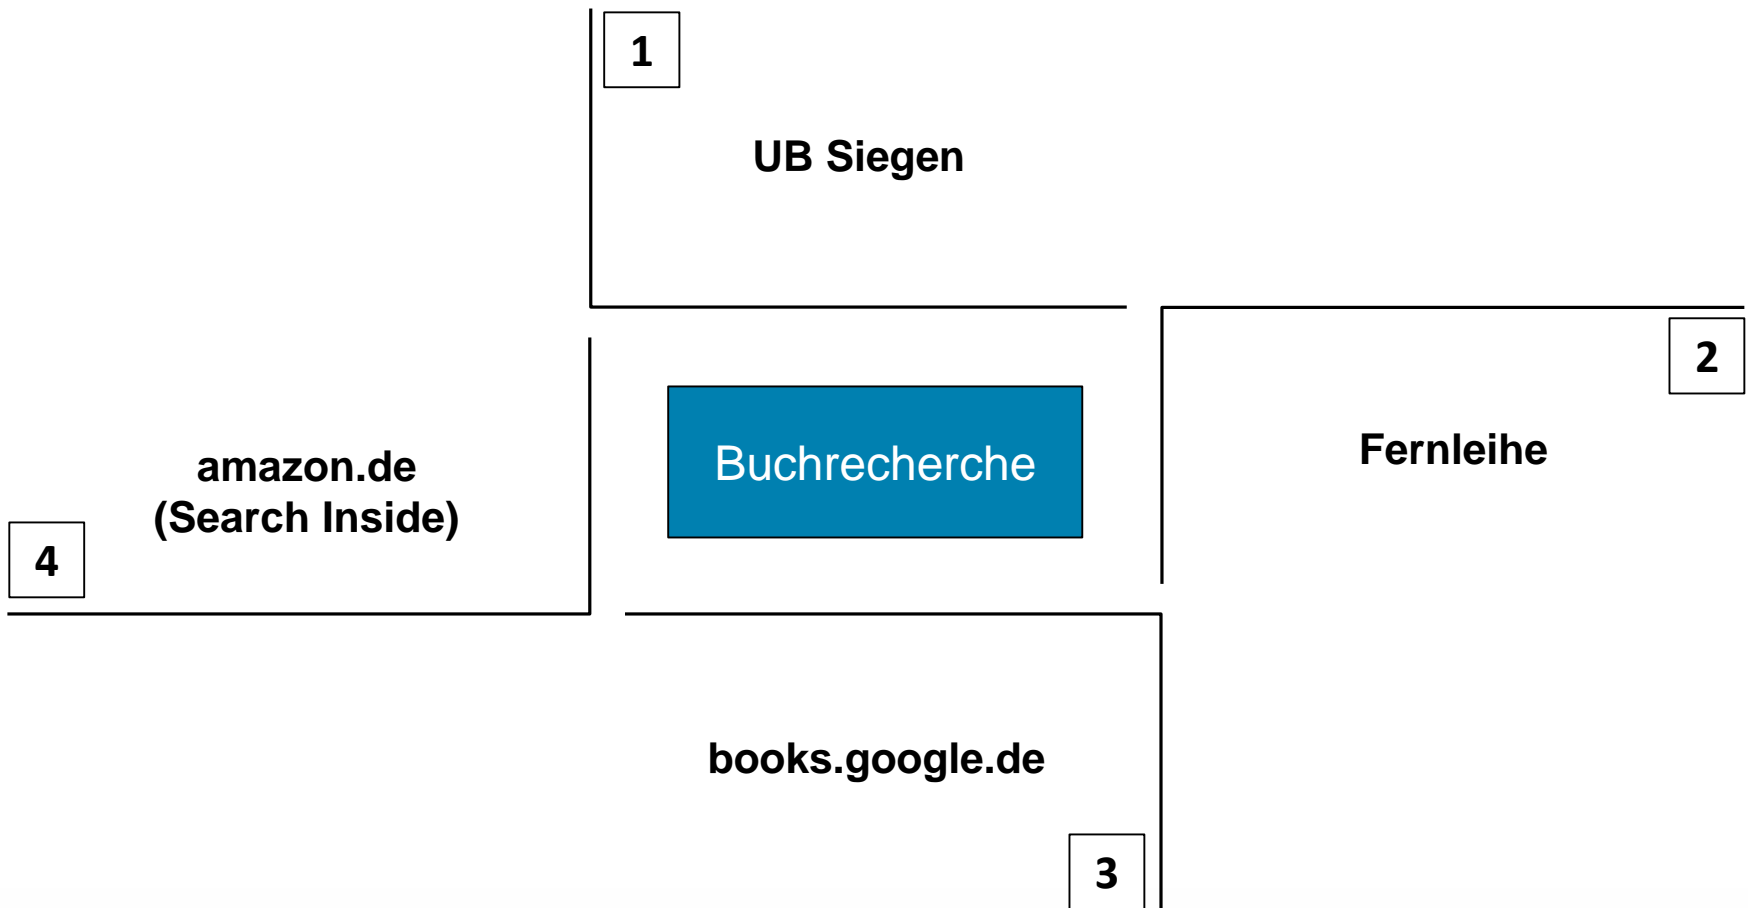 1
UB Siegen
2
Fernleihe
Buchrecherche
amazon.de
(Search Inside)
4
books.google.de
3